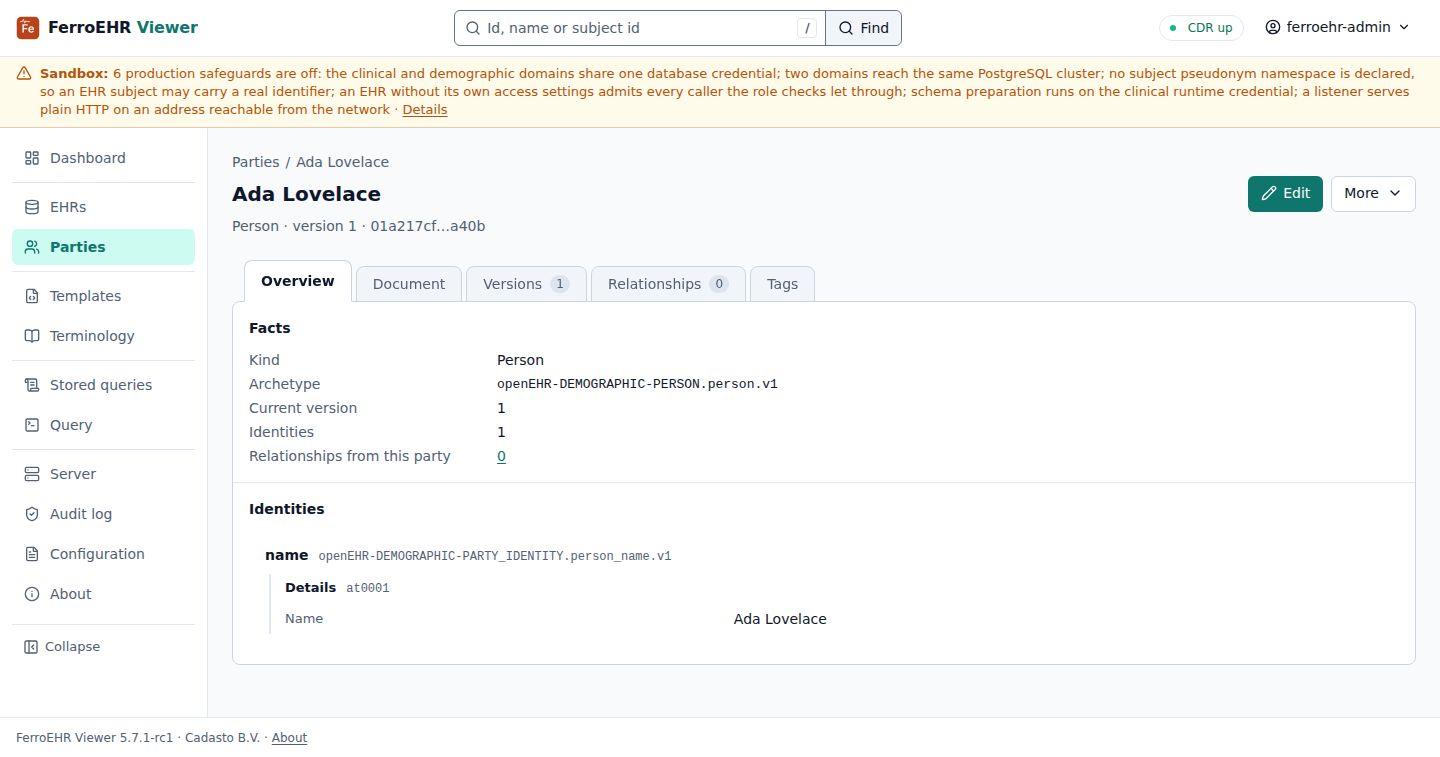 Fe FerroEHR Viewer
Id, name or subject id
/
Find
CDR up
ferroehr-admin
Sandbox: 6 production safeguards are off: the clinical and demographic domains share one database credential; two domains reach the same PostgreSQL cluster; no subject pseudonym namespace is declared,
so an EHR subject may carry a real identifier; an EHR without its own access settings admits every caller the role checks let through; schema preparation runs on the clinical runtime credential; a listener serves
plain HTTP on an address reachable from the network · Details
Dashboard
EHRs
Parties
Templates
Terminology
Stored queries
Query
Server
Audit log
Configuration
About
Collapse
Parties / Ada Lovelace
Ada Lovelace
Edit
More
Person · version 1 · 01a217cf…a40b
Overview
Document
Versions 1
Relationships 0
Tags
Facts
Kind Person
Archetype openEHR-DEMOGRAPHIC-PERSON.person.v1
Current version 1
Identities 1
Relationships from this party 0
Identities
name openEHR-DEMOGRAPHIC-PARTY_IDENTITY.person_name.v1
Details at0001
Name Ada Lovelace
FerroEHR Viewer 5.7.1-rc1 · Cadasto B.V. · About